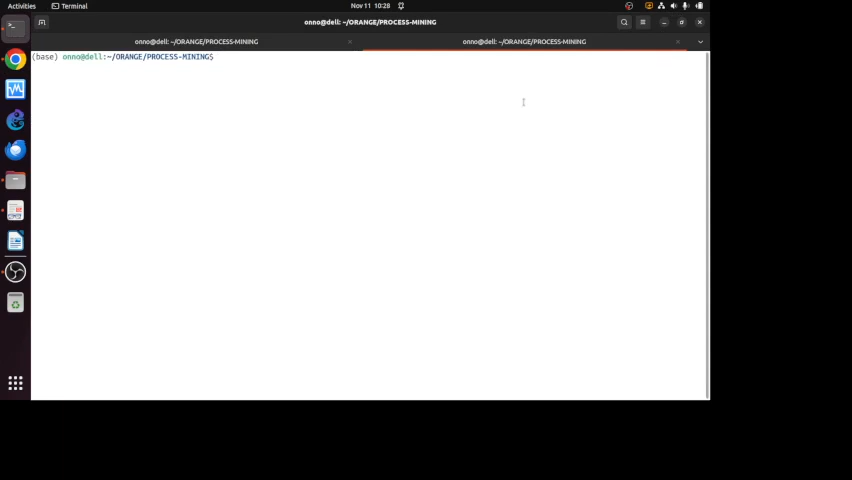 Activities
Terminal
Nov 11 10:28
onno@dell: ~/ORANGE/PROCESS-MINING
onno@dell: ~/ORANGE/PROCESS-MINING
onno@dell: ~/ORANGE/PROCESS-MINING
(base) onno@dell:~/ORANGE/PROCESS-MINING$